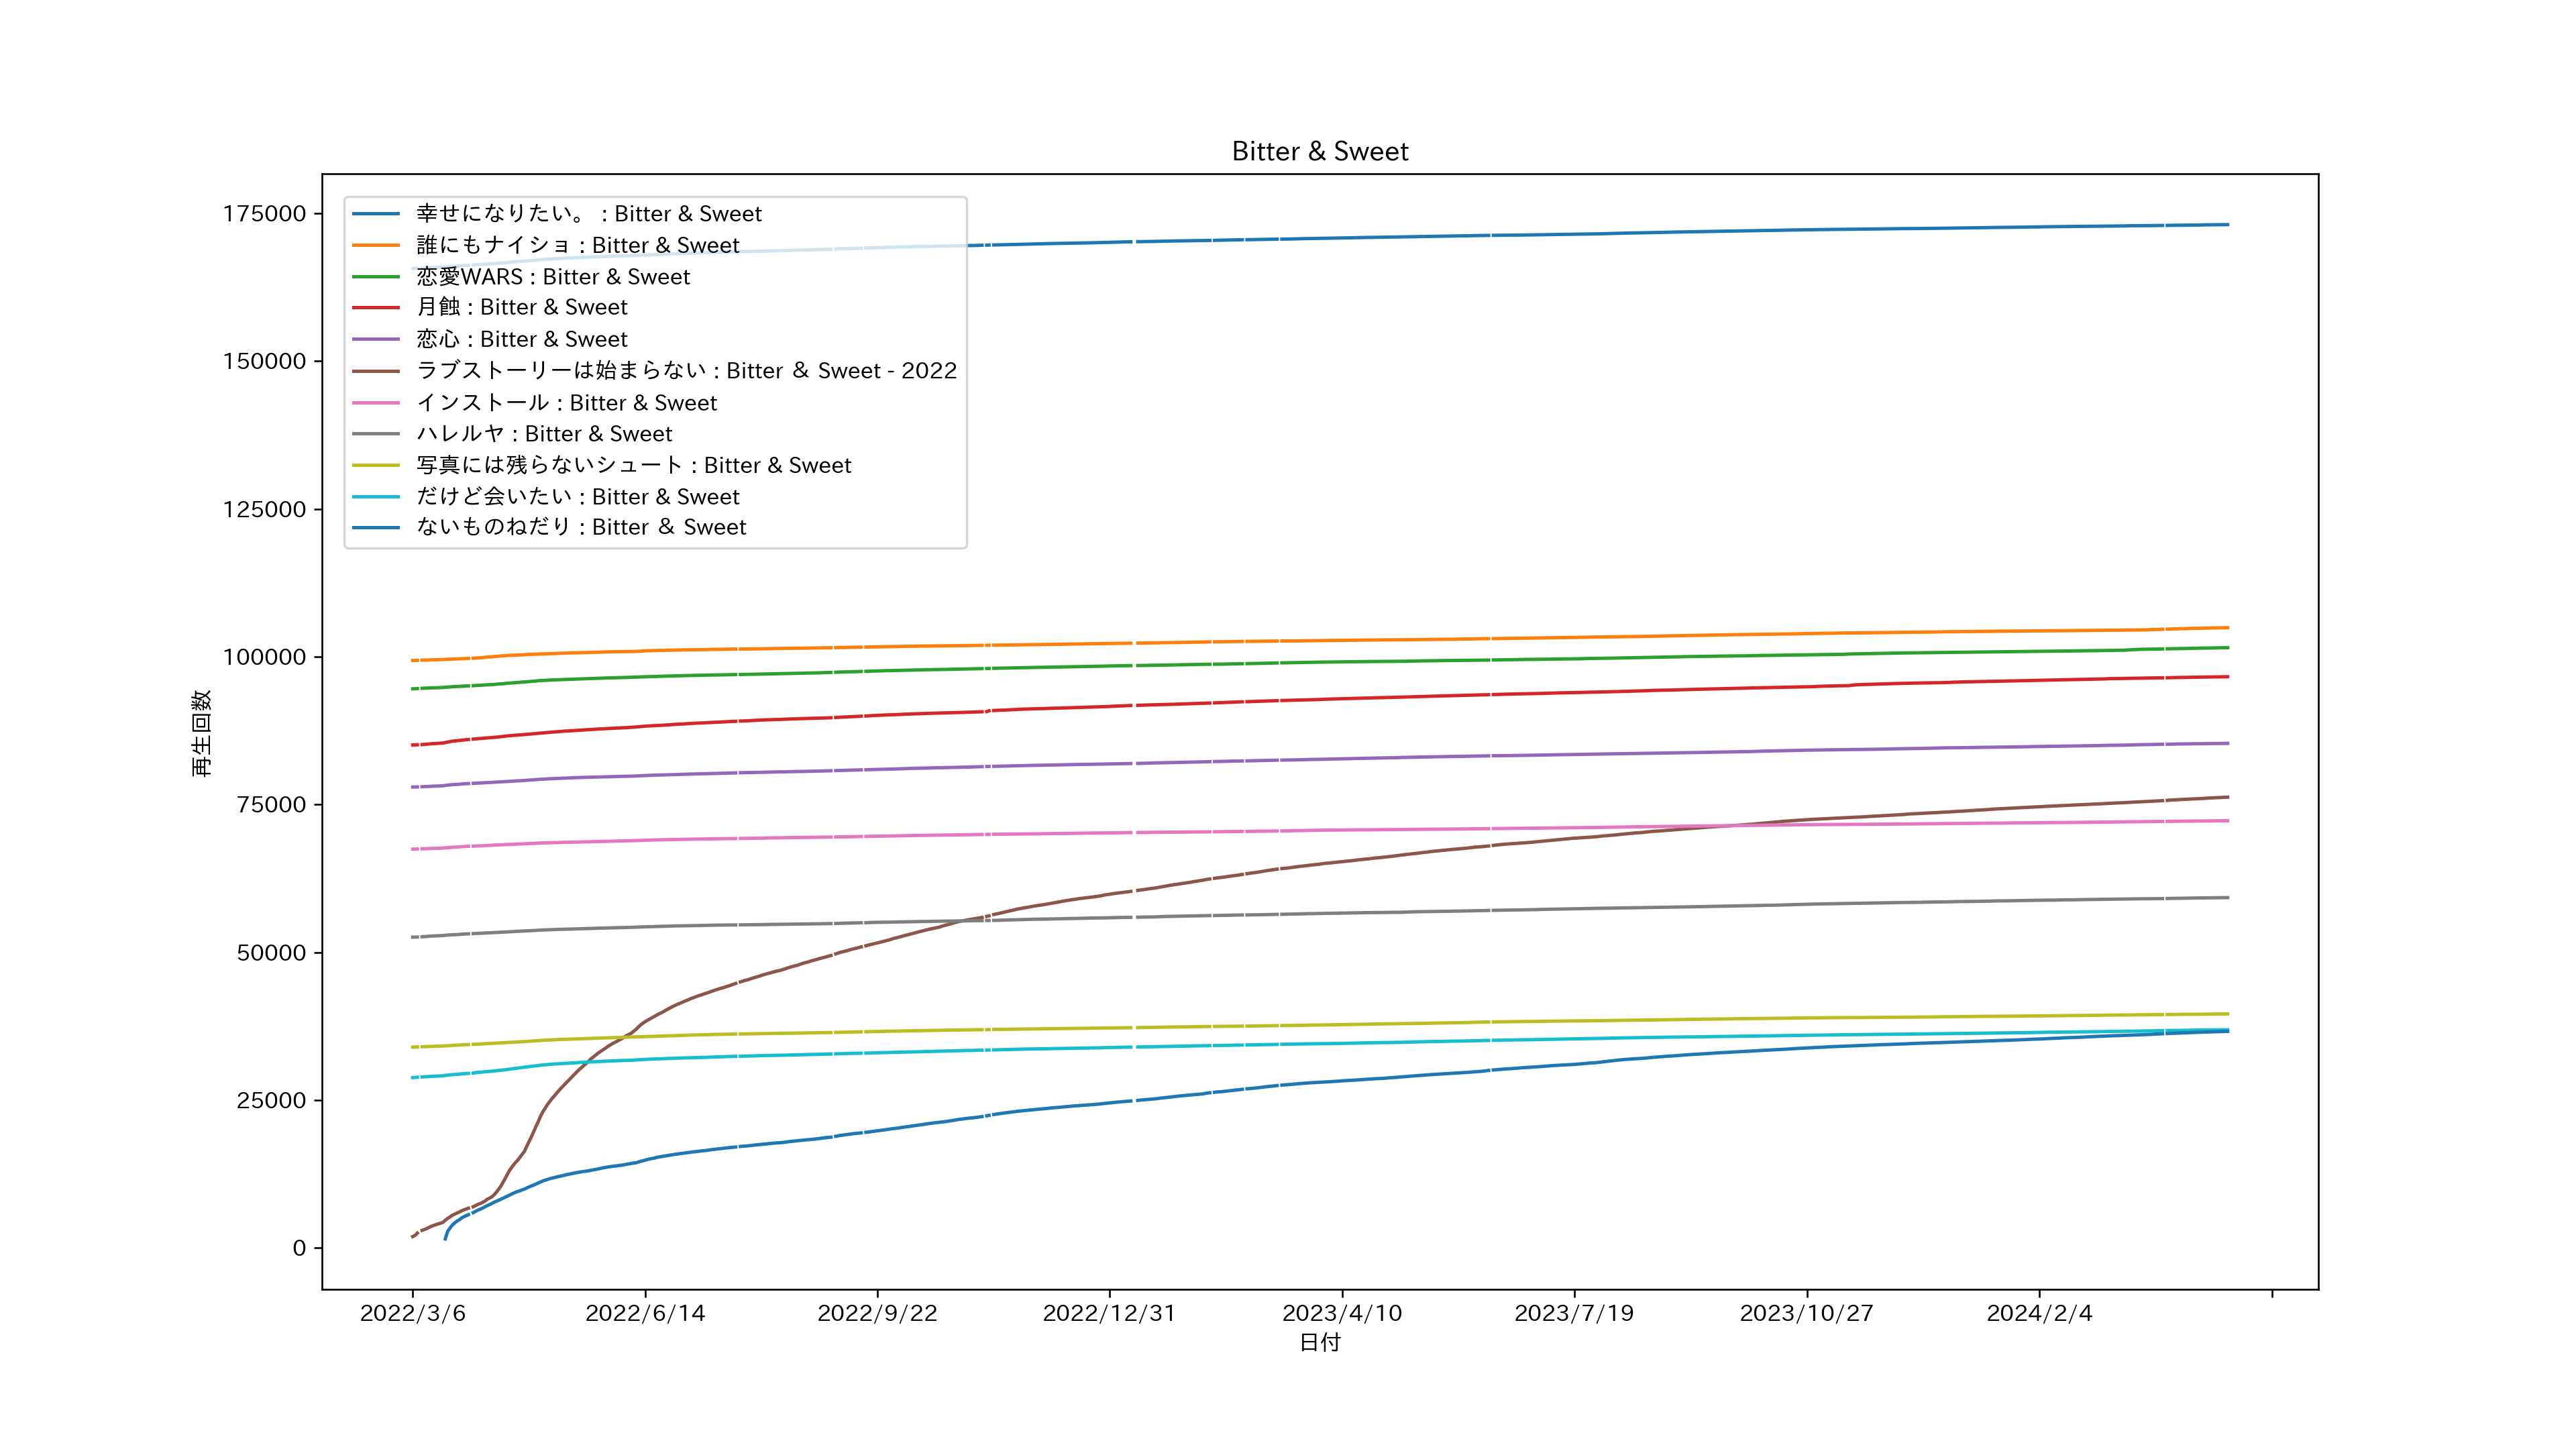 Bitter & Sweet
175000
150000
125000
100000
75000
50000
25000
0
再生回数
幸せになりたい。 : Bitter & Sweet
誰にもナイショ : Bitter & Sweet
恋愛WARS : Bitter & Sweet
月蝕 : Bitter & Sweet
恋心 : Bitter & Sweet
ラブストーリーは始まらない : Bitter ＆ Sweet - 2022
インストール : Bitter & Sweet
ハレルヤ : Bitter & Sweet
写真には残らないシュート : Bitter & Sweet
だけど会いたい : Bitter & Sweet
ないものねだり : Bitter ＆ Sweet
2022/3/6 2022/6/14 2022/9/22 2022/12/31 2023/4/10 2023/7/19 2023/10/27 2024/2/4
日付